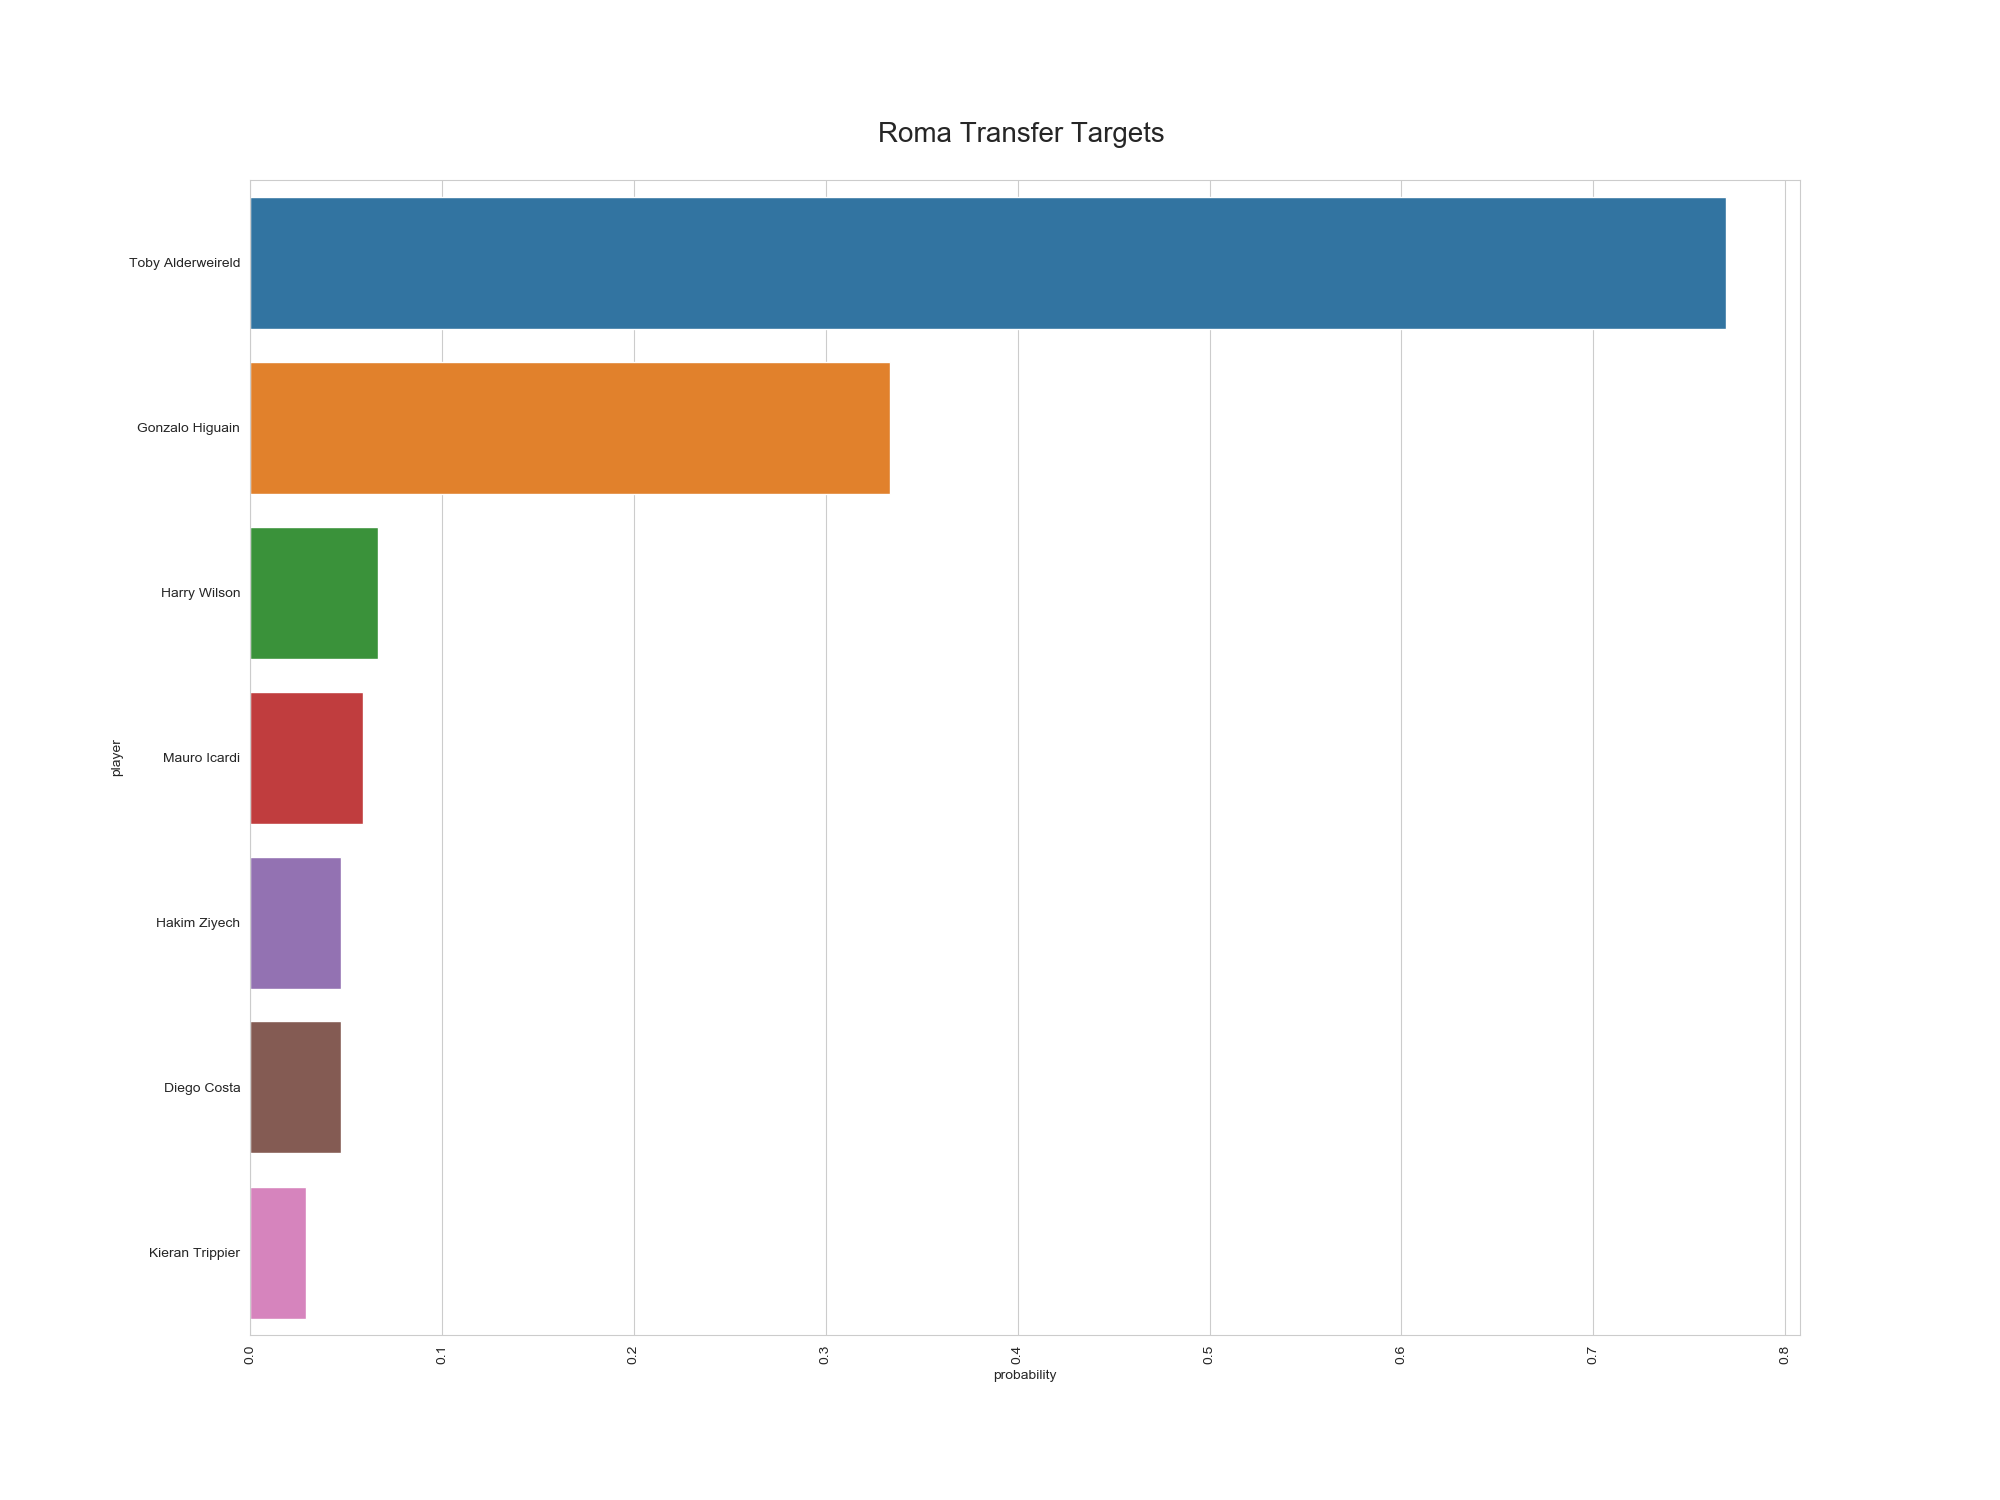 Roma Transfer Targets
Toby Alderweireld
Gonzalo Higuain
Harry Wilson
Mauro Icardi
Hakim Ziyech
Diego Costa
Kieran Trippier
player
0.0
0.1
0.2
0.3
0.4
0.5
0.6
0.7
0.8
probability